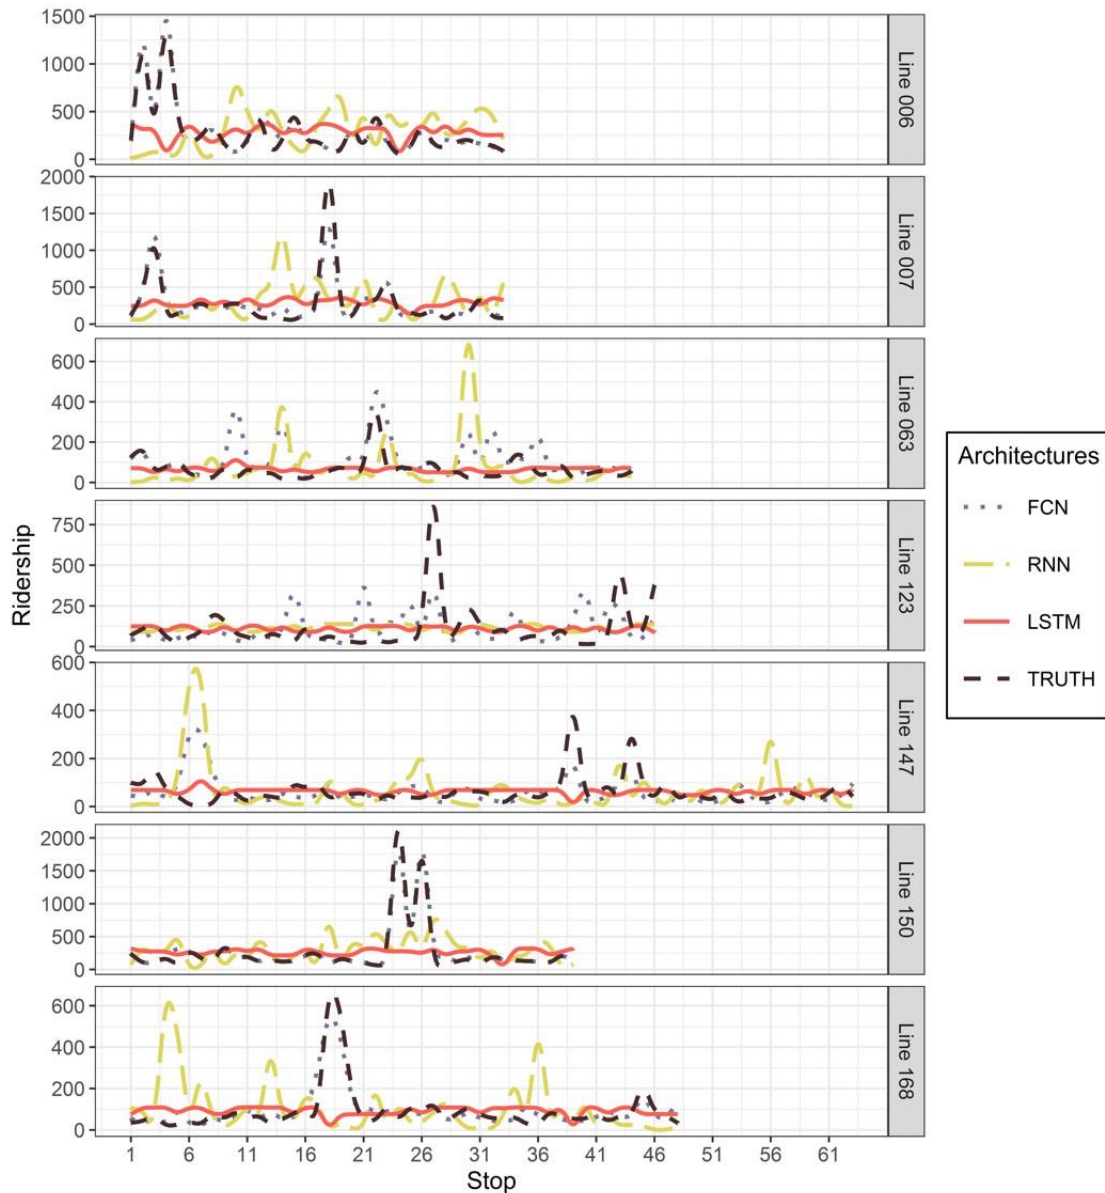 1500
1000
500
0
Line 006
2000
1500
1000
500
0
Line 007
600
400
200
0
Line 063
750
500
250
0
Line 123
600
400
200
0
Line 147
2000
1500
1000
500
0
Line 150
600
400
200
0
Line 168
1 6 11 16 21 26 31 36 41 46 51 56 61
Stop
Ridership
Architectures
FCN
RNN
LSTM
TRUTH